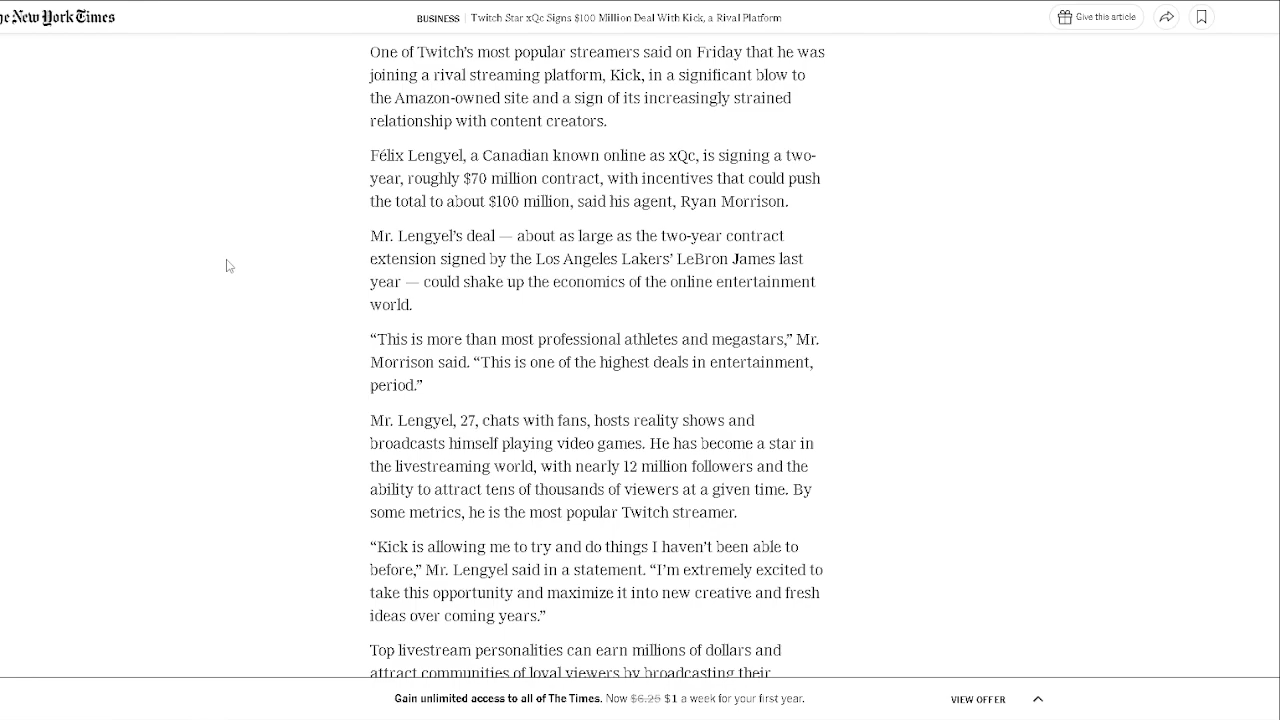 The New York Times
BUSINESS | Twitch Star xQc Signs $100 Million Deal With Kick, a Rival Platform
Give this article
One of Twitch’s most popular streamers said on Friday that he was
joining a rival streaming platform, Kick, in a significant blow to
the Amazon-owned site and a sign of its increasingly strained
relationship with content creators.
Félix Lengyel, a Canadian known online as xQc, is signing a two-
year, roughly $70 million contract, with incentives that could push
the total to about $100 million, said his agent, Ryan Morrison.
Mr. Lengyel’s deal — about as large as the two-year contract
extension signed by the Los Angeles Lakers’ LeBron James last
year — could shake up the economics of the online entertainment
world.
“This is more than most professional athletes and megastars,” Mr.
Morrison said. “This is one of the highest deals in entertainment,
period.”
Mr. Lengyel, 27, chats with fans, hosts reality shows and
broadcasts himself playing video games. He has become a star in
the livestreaming world, with nearly 12 million followers and the
ability to attract tens of thousands of viewers at a given time. By
some metrics, he is the most popular Twitch streamer.
“Kick is allowing me to try and do things I haven’t been able to
before,” Mr. Lengyel said in a statement. “I’m extremely excited to
take this opportunity and maximize it into new creative and fresh
ideas over coming years.”
Top livestream personalities can earn millions of dollars and
attract communities of loyal viewers by broadcasting their
Gain unlimited access to all of The Times. Now $6.25 $1 a week for your first year.
VIEW OFFER